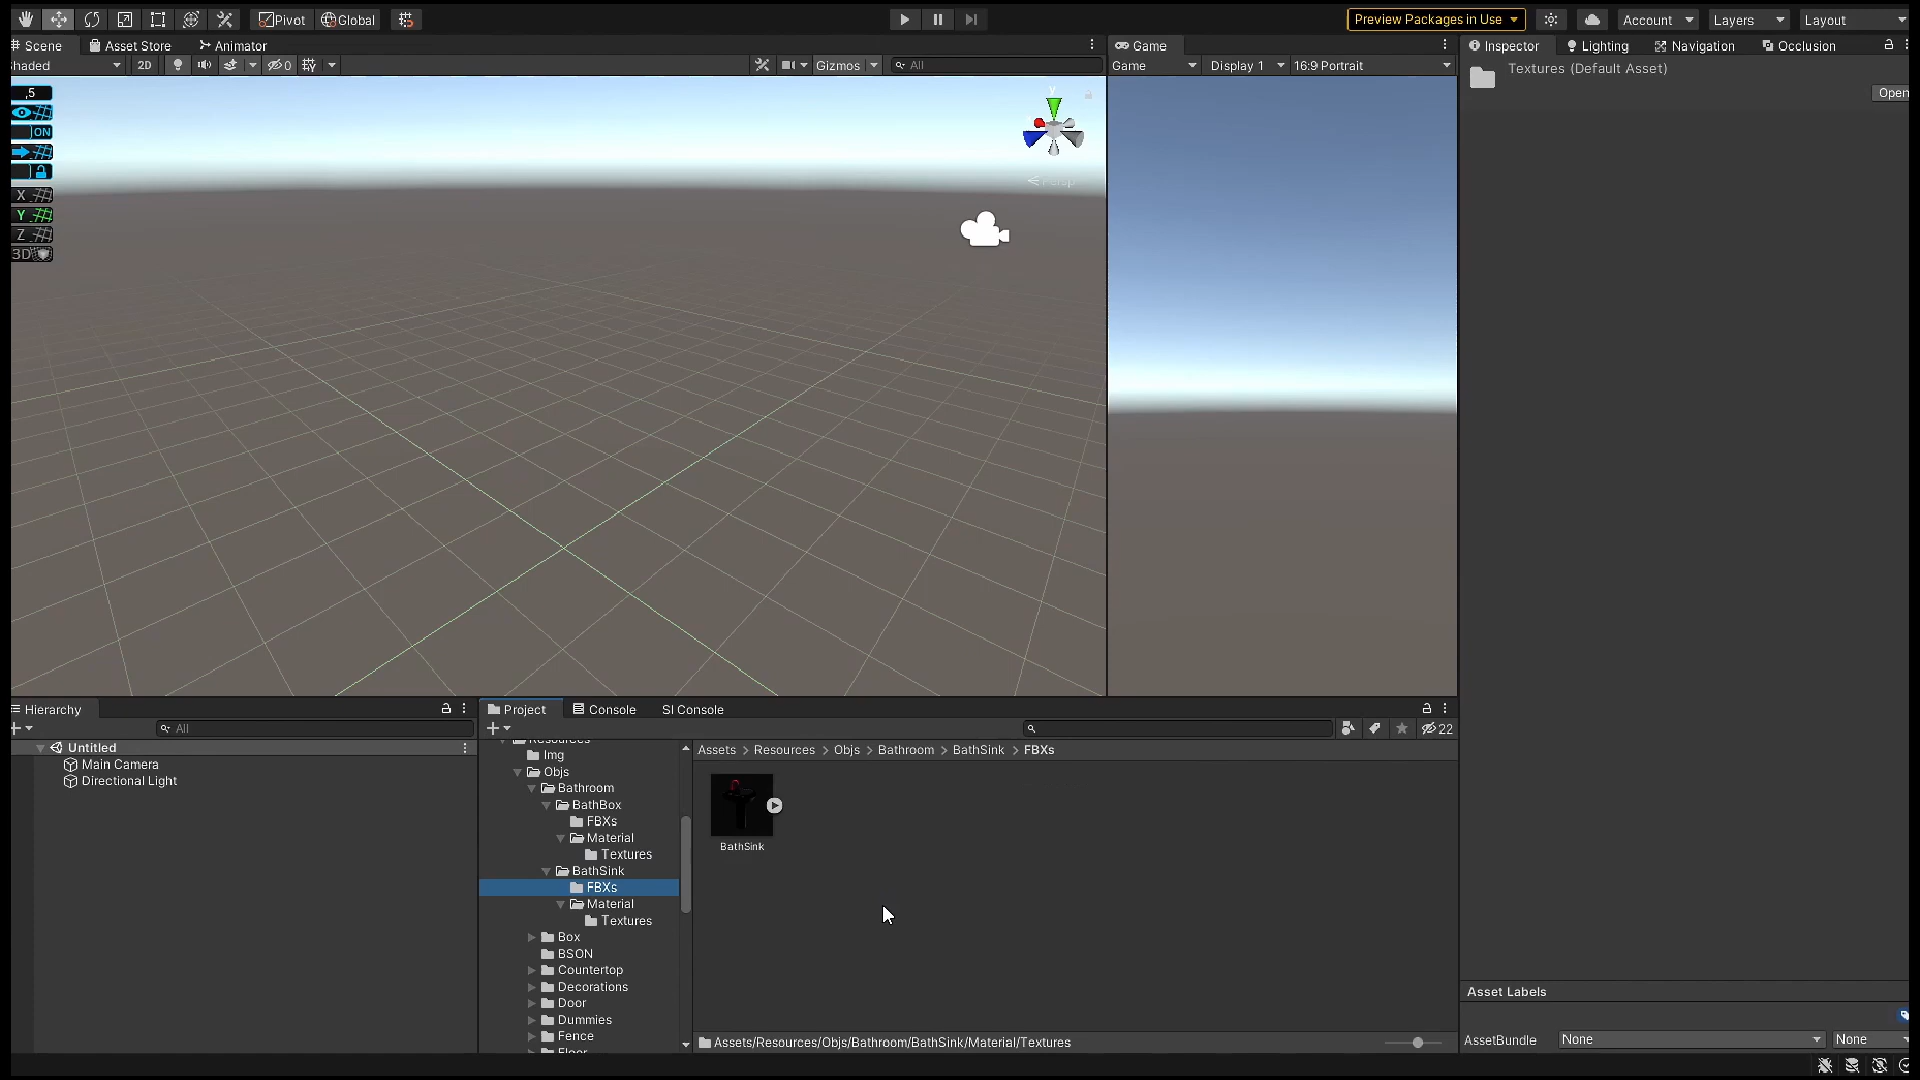 Pivot Global Preview Packages in Use Account Layers Layout
Scene Asset Store Animator Game Inspector Lighting Navigation Occlusion
haded 2D 0 Gizmos All Game Display 1 16:9 Portrait
Textures (Default Asset)
Open
,5
ON
X
Y
Z
3D
y
Persp
Hierarchy Project Console SI Console
All 22
Untitled
Main Camera
Directional Light
Resources
Img
Objs
Bathroom
BathBox
FBXs
Material
Textures
BathSink
FBXs
Material
Textures
Box
BSON
Countertop
Decorations
Door
Dummies
Fence
Floor
Assets > Resources > Objs > Bathroom > BathSink > FBXs
BathSink
Assets/Resources/Objs/Bathroom/BathSink/Material/Textures
Asset Labels
AssetBundle None None